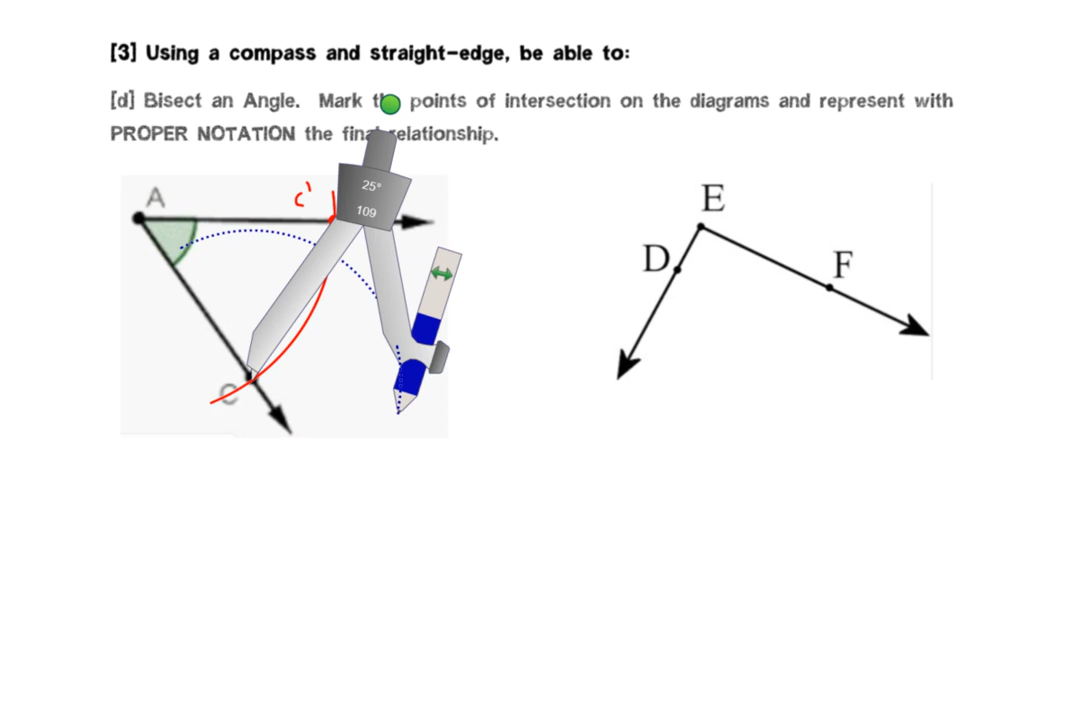 [3] Using a compass and straight-edge, be able to:
[d] Bisect an Angle. Mark points of intersection on the diagrams and represent with
PROPER NOTATION the final relationship.
A
C'
25°
109
C
E
D
F